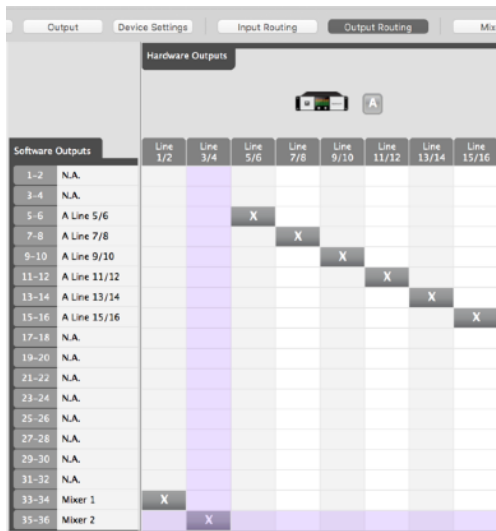 Output Device Settings Input Routing Output Routing Mix
Hardware Outputs
A
Software Outputs Line 1/2 Line 3/4 Line 5/6 Line 7/8 Line 9/10 Line 11/12 Line 13/14 Line 15/16
1-2 N.A.
3-4 N.A.
5-6 A Line 5/6 X
7-8 A Line 7/8 X
9-10 A Line 9/10 X
11-12 A Line 11/12 X
13-14 A Line 13/14 X
15-16 A Line 15/16 X
17-18 N.A.
19-20 N.A.
21-22 N.A.
23-24 N.A.
25-26 N.A.
27-28 N.A.
29-30 N.A.
31-32 N.A.
33-34 Mixer 1 X
35-36 Mixer 2 X